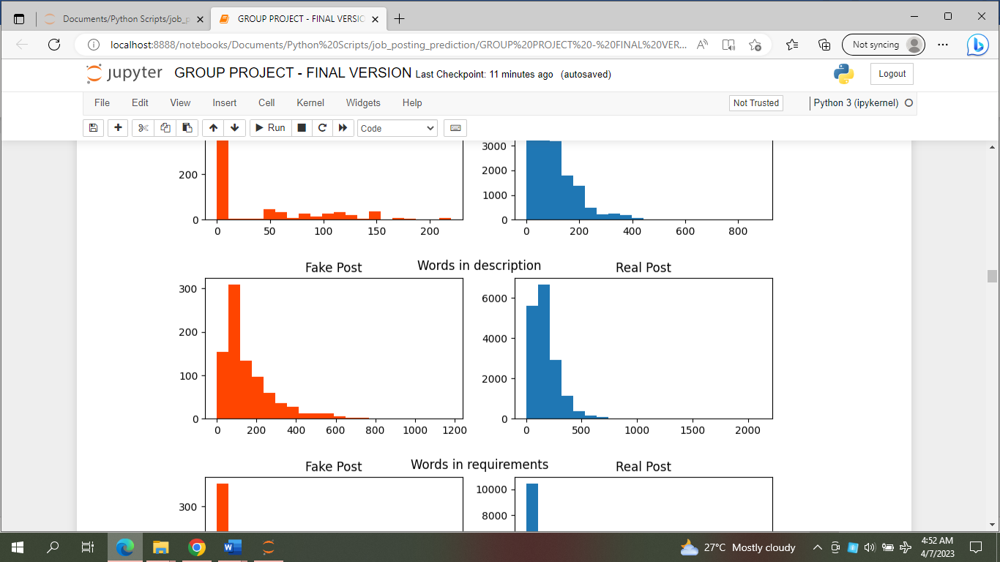 Documents/Python Scripts/job_p
GROUP PROJECT - FINAL VERSIO
localhost:8888/notebooks/Documents/Python%20Scripts/job_posting_prediction/GROUP%20PROJECT%20-%20FINAL%20VER...
Not syncing
jupyter GROUP PROJECT - FINAL VERSION Last Checkpoint: 11 minutes ago (autosaved)
Logout
File Edit View Insert Cell Kernel Widgets Help
Not Trusted
Python 3 (ipykernel)
Run
Code
200
0
0 50 100 150 200
3000
2000
1000
0
0 200 400 600 800
Words in description
Fake Post
300
200
100
0
0 200 400 600 800 1000 1200
Real Post
6000
4000
2000
0
0 500 1000 1500 2000
Words in requirements
Fake Post
300
Real Post
10000
8000
27°C Mostly cloudy
4:52 AM
4/7/2023